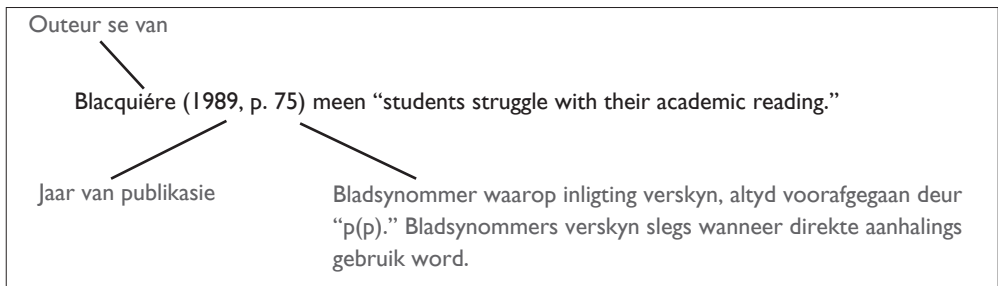 Outeur se van
Blacquiére (1989, p. 75) meen “students struggle with their academic reading.”
Jaar van publikasie
Bladsynommer waarop inligting verskyn, altyd voorafgegaan deur
“p(p).” Bladsynommers verskyn slegs wanneer direkte aanhalings
gebruik word.